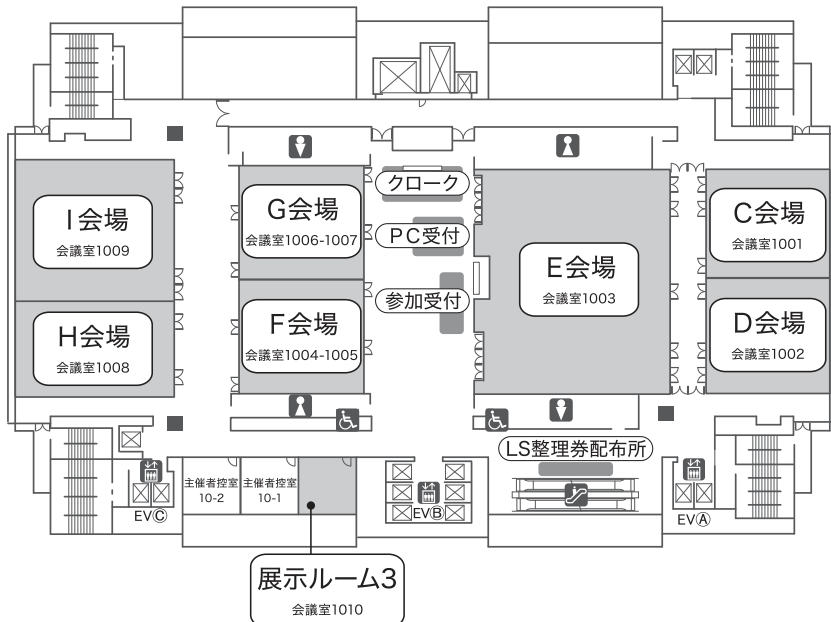 クローク
I会場
会議室1009
G会場
会議室1006-1007
PC受付
C会場
会議室1001
E会場
会議室1003
参加受付
H会場
会議室1008
F会場
会議室1004-1005
D会場
会議室1002
LS整理券配布所
主催者控室
10-2
主催者控室
10-1
EVⒸ
EVⒷ
EVⒶ
展示ルーム3
会議室1010